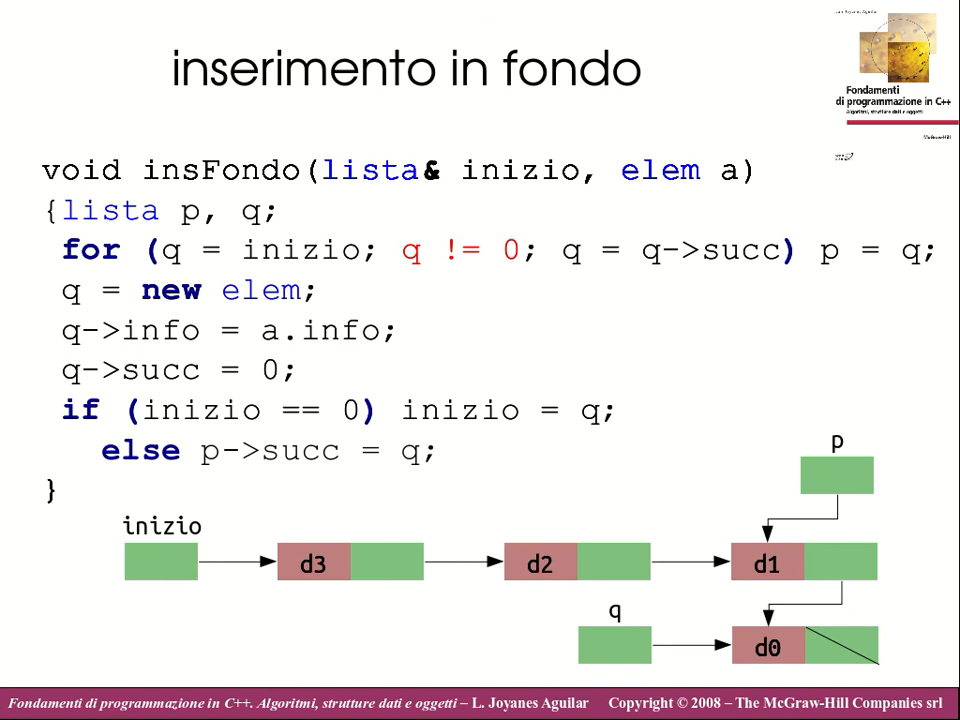 inserimento in fondo
Fondamenti
di programmazione in C++
Algoritmi, strutture dati e oggetti
McGraw-Hill
void insFondo(lista& inizio, elem a)
{lista p, q;
for (q = inizio; q != 0; q = q->succ) p = q;
q = new elem;
q->info = a.info;
q->succ = 0;
if (inizio == 0) inizio = q;
else p->succ = q;
}
p
inizio
d3
d2
d1
q
d0
Fondamenti di programmazione in C++. Algoritmi, strutture dati e oggetti – L. Joyanes Aguilar Copyright © 2008 – The McGraw-Hill Companies srl